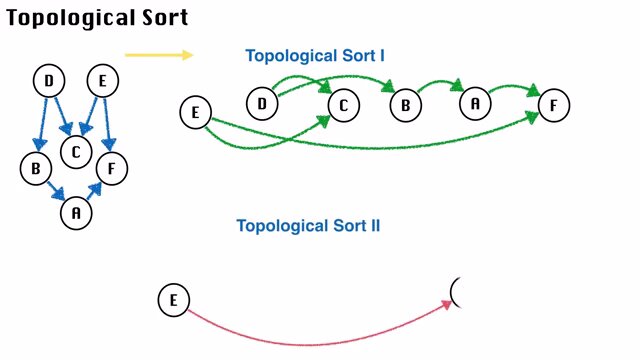 Topological Sort
Topological Sort I
D E
E D C B A F
C
B F
A
Topological Sort II
E